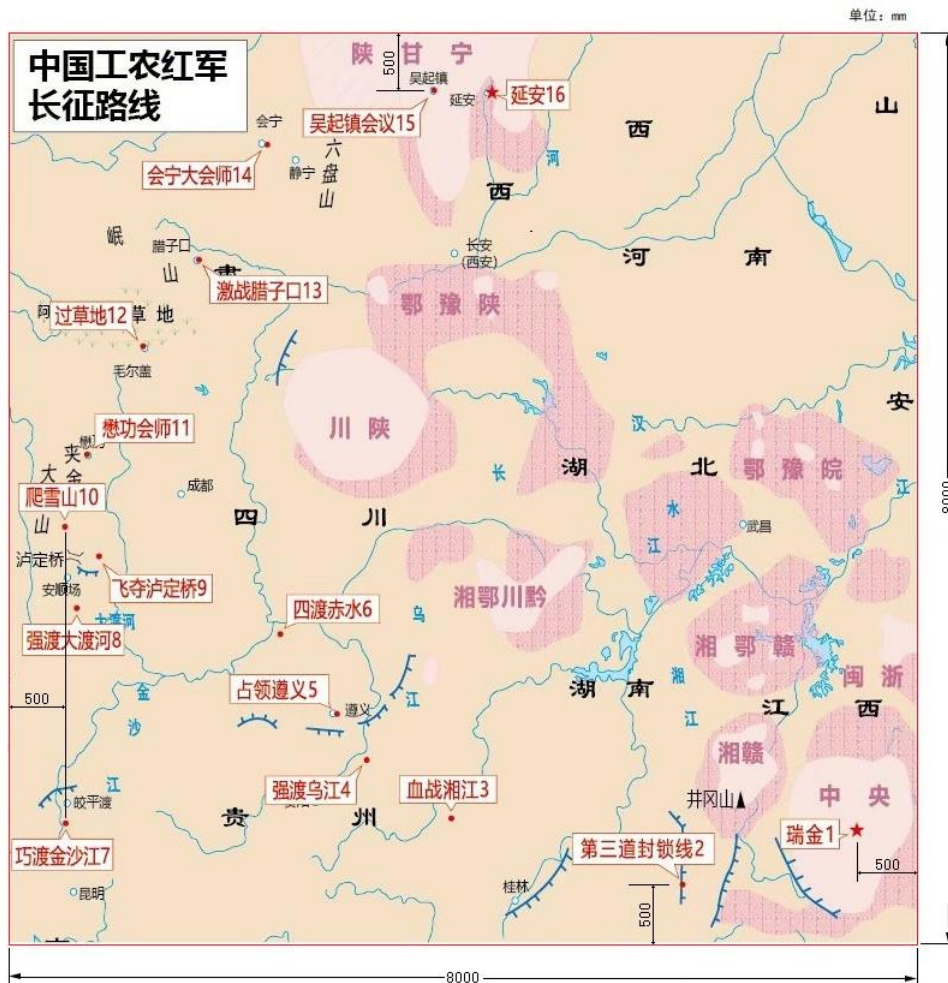 单位：mm
中国工农红军
长征路线
陕 甘 宁
500
吴起镇
延安
延安16
吴起镇会议15
会宁
会宁大会师14
静宁
六盘山
河
西
山
西
岷
山
腊子口
激战腊子口13
长安
(西安)
河 南
过草地12
草 地
毛尔盖
鄂 豫 陕
川 陕
安
懋功会师11
夹金
大
山
爬雪山10
成都
四 川
长
江
湖 北
汉
水
鄂 豫 皖
江
武昌
8000
泸定桥
飞夺泸定桥9
安顺场
强渡大渡河8
大渡河
湘鄂川黔
四渡赤水6
乌
江
湘 鄂 赣
闽 浙
500
金
沙
江
占领遵义5
遵义
湖 南
湘
江
江 西
湘赣
强渡乌江4
血战湘江3
井冈山
中 央
皎平渡
贵 州
巧渡金沙江7
第三道封锁线2
瑞金1
500
昆明
桂林
500
8000